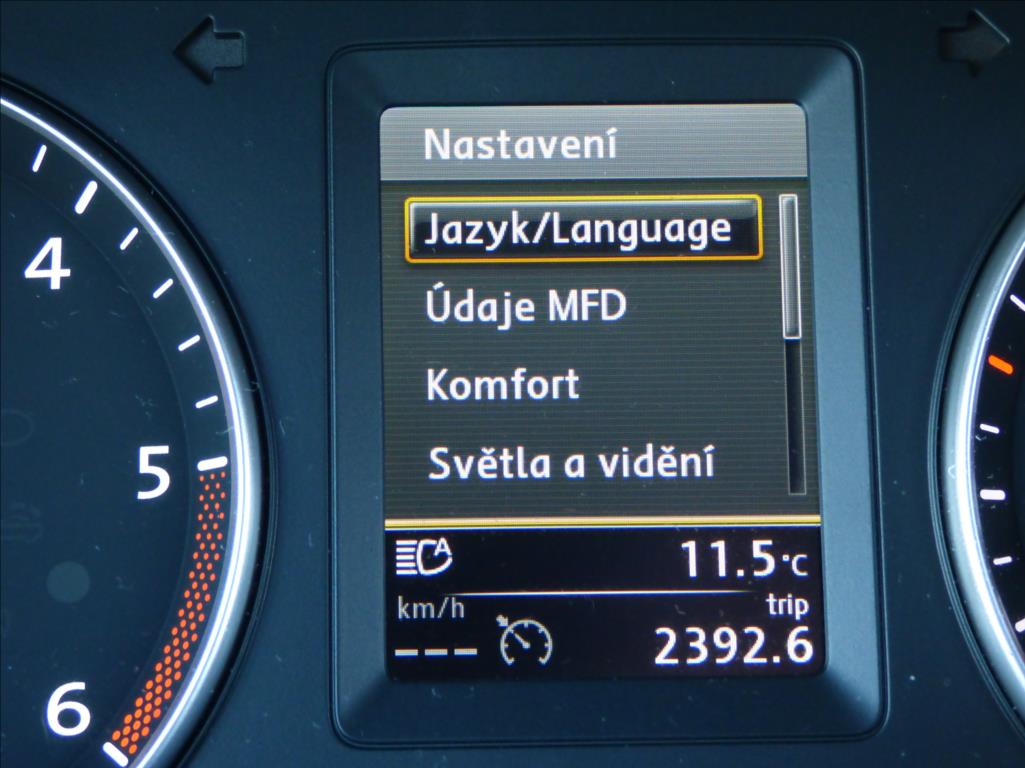 Nastavení
Jazyk/Language
Údaje MFD
Komfort
Světla a vidění
A 11.5°C
km/h trip
--- 2392.6
4
5
6